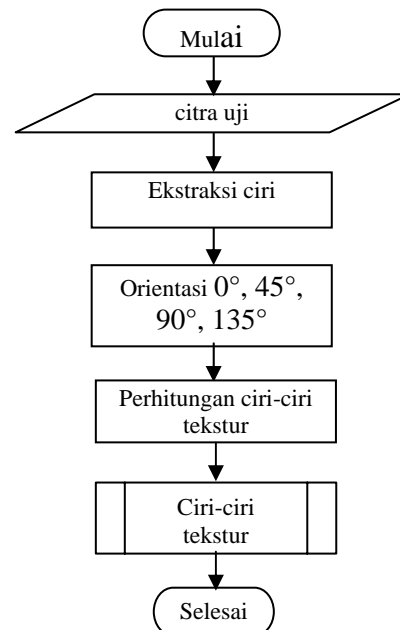 Mulai
citra uji
Ekstraksi ciri
Orientasi 0°, 45°,
90°, 135°
Perhitungan ciri-ciri
tekstur
Ciri-ciri
tekstur
Selesai